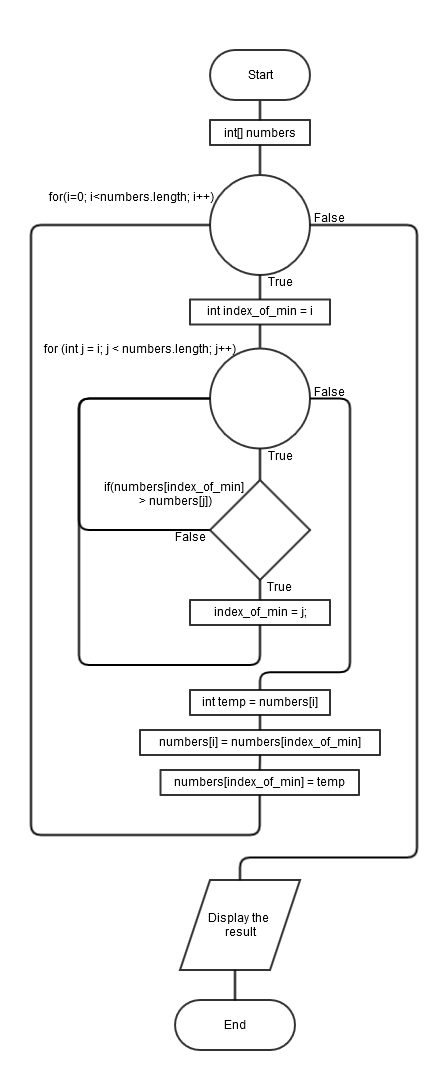 Start
int[] numbers
for(i=0; i<numbers.length; i++)
False
True
int index_of_min = i
for (int j = i; j < numbers.length; j++)
False
True
if(numbers[index_of_min]
> numbers[j])
False
True
index_of_min = j;
int temp = numbers[i]
numbers[i] = numbers[index_of_min]
numbers[index_of_min] = temp
Display the
result
End